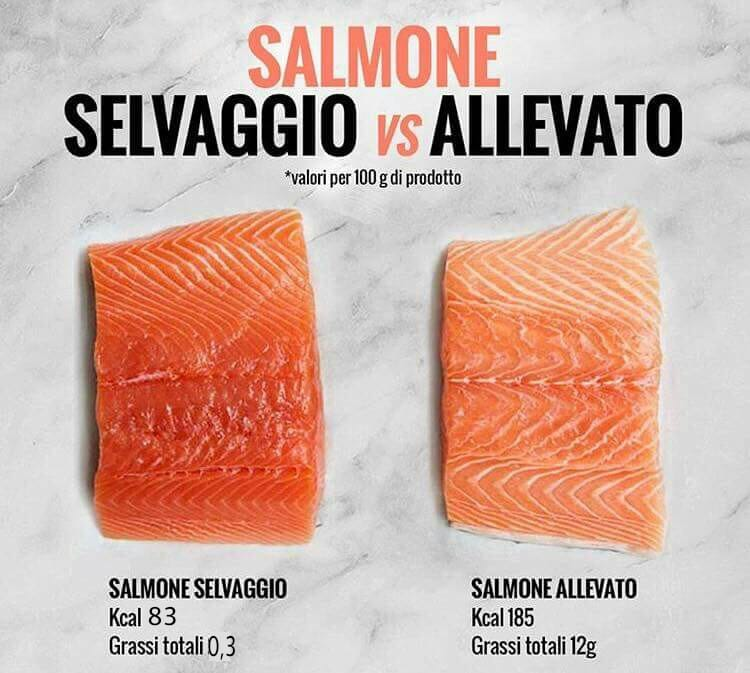 SALMONE
SELVAGGIO vs ALLEVATO
*valori per 100 g di prodotto
SALMONE SELVAGGIO
Kcal 83
Grassi totali 0,3
SALMONE ALLEVATO
Kcal 185
Grassi totali 12g